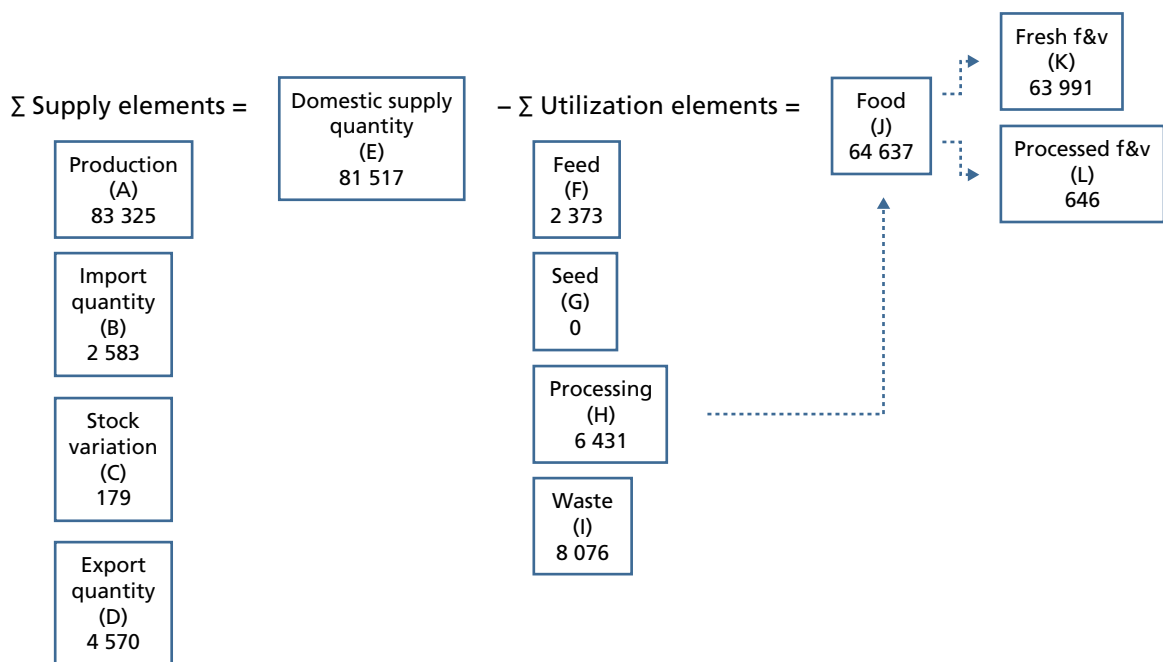 ∑ Supply elements =
Production
(A)
83 325
Import
quantity
(B)
2 583
Stock
variation
(C)
179
Export
quantity
(D)
4 570
Domestic supply
quantity
(E)
81 517
– ∑ Utilization elements =
Feed
(F)
2 373
Seed
(G)
0
Processing
(H)
6 431
Waste
(I)
8 076
Food
(J)
64 637
Fresh f&v
(K)
63 991
Processed f&v
(L)
646